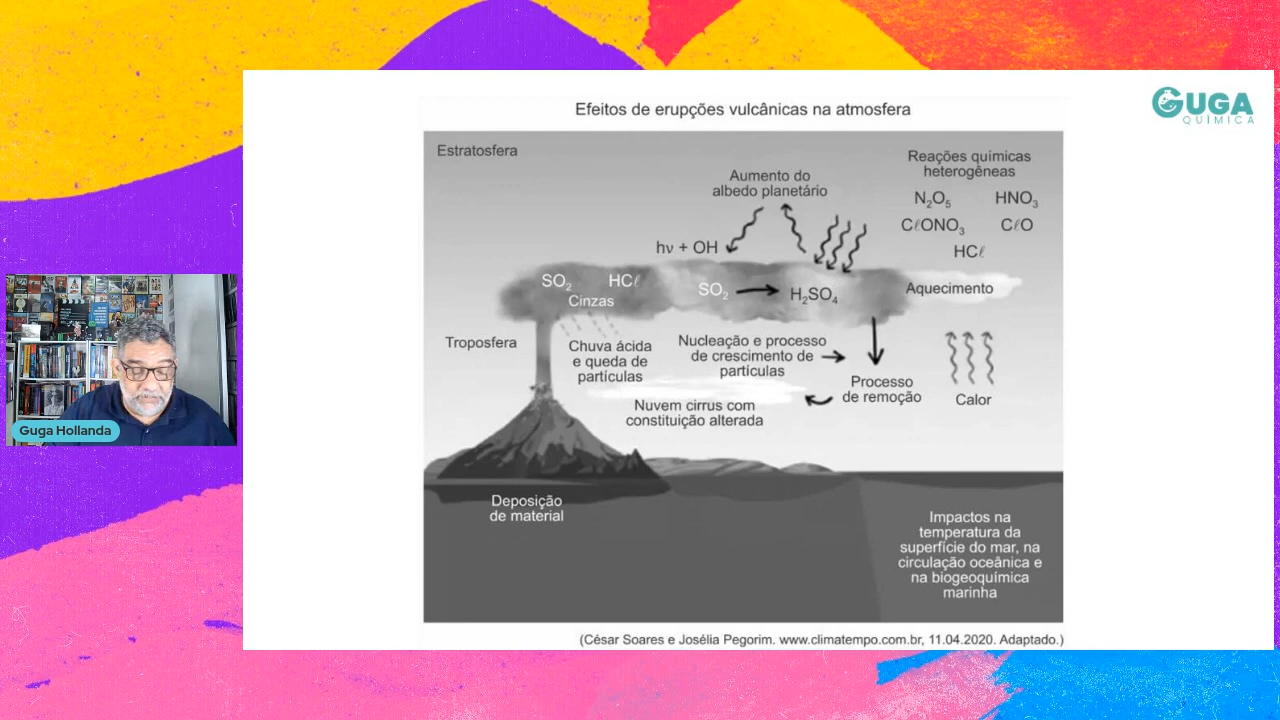 GUGA
QUÍMICA
Efeitos de erupções vulcânicas na atmosfera
Estratosfera
Reações químicas
heterogêneas
N₂O₅
HNO₃
CℓONO₃
CℓO
HCℓ
Aumento do
albedo planetário
hν + OH
SO₂
HCℓ
Cinzas
SO₂
H₂SO₄
Aquecimento
Troposfera
Chuva ácida
e queda de
partículas
Nucleação e processo
de crescimento de
partículas
Processo
de remoção
Calor
Nuvem cirrus com
constituição alterada
Guga Hollanda
Deposição
de material
Impactos na
temperatura da
superfície do mar, na
circulação oceânica e
na biogeoquímica
marinha
(César Soares e Josélia Pegorim. www.climatempo.com.br, 11.04.2020. Adaptado.)